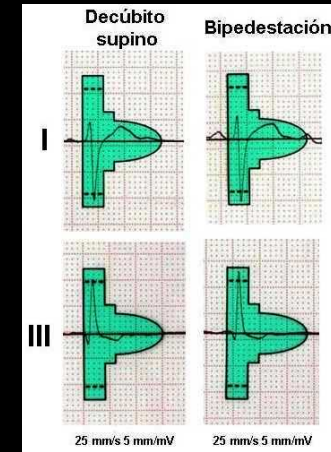 Decúbito
supino
Bipedestación
I
III
25 mm/s 5 mm/mV
25 mm/s 5 mm/mV